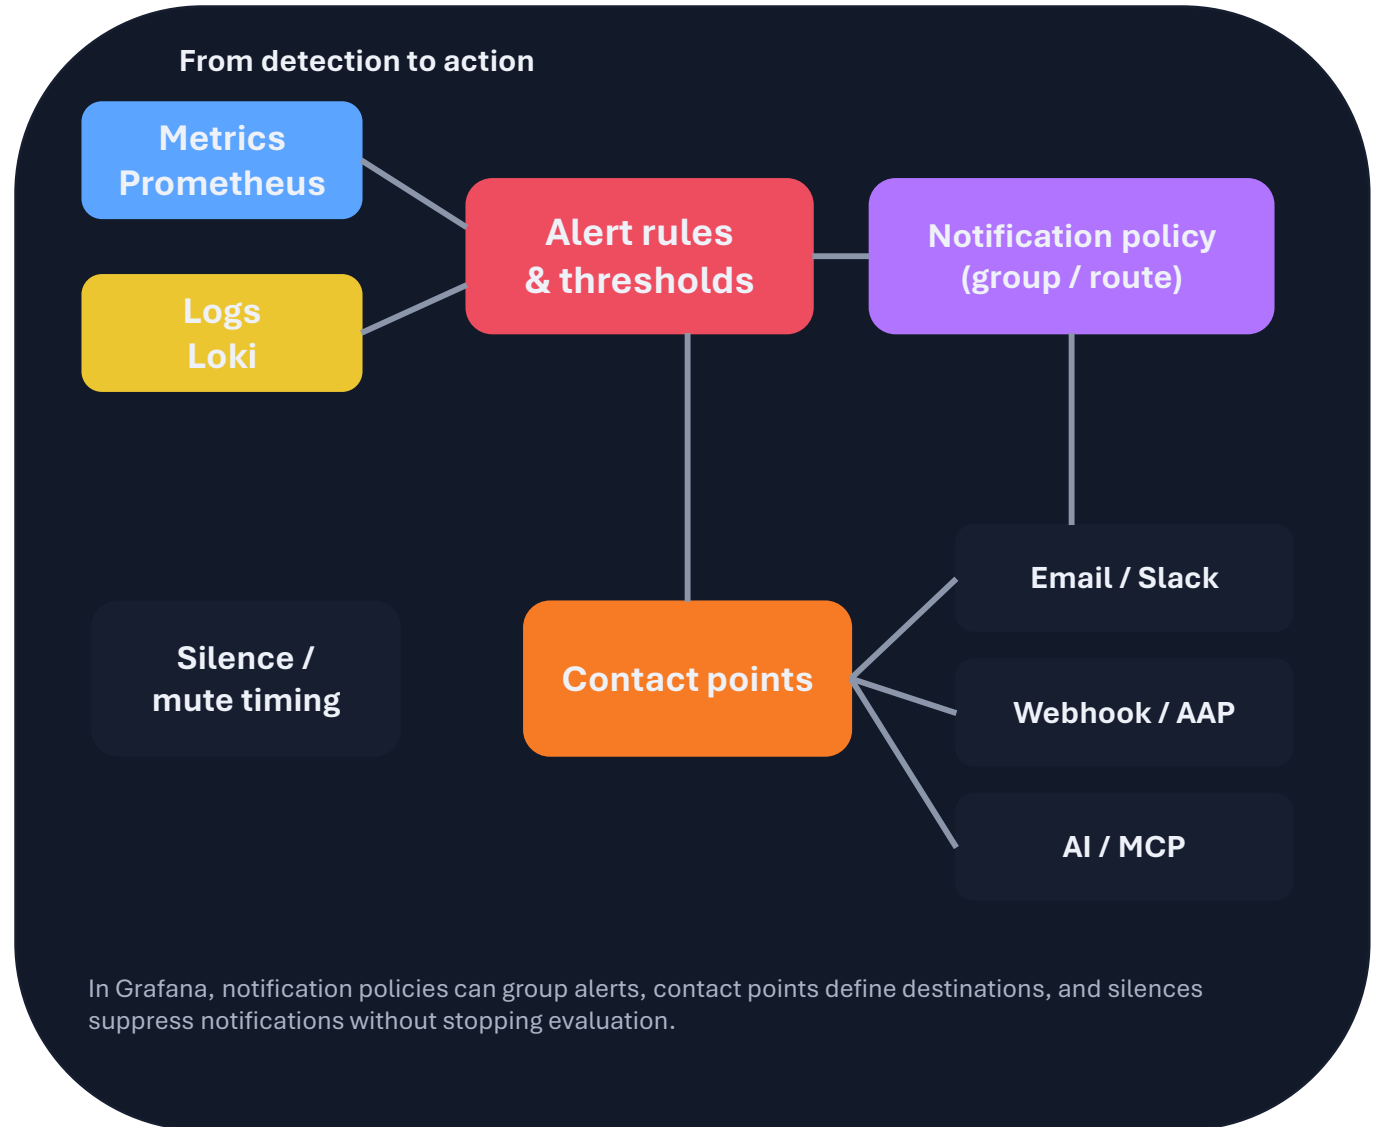 From detection to action
Metrics
Prometheus
Logs
Loki
Alert rules
& thresholds
Notification policy
(group / route)
Silence /
mute timing
Contact points
Email / Slack
Webhook / AAP
AI / MCP
In Grafana, notification policies can group alerts, contact points define destinations, and silences
suppress notifications without stopping evaluation.